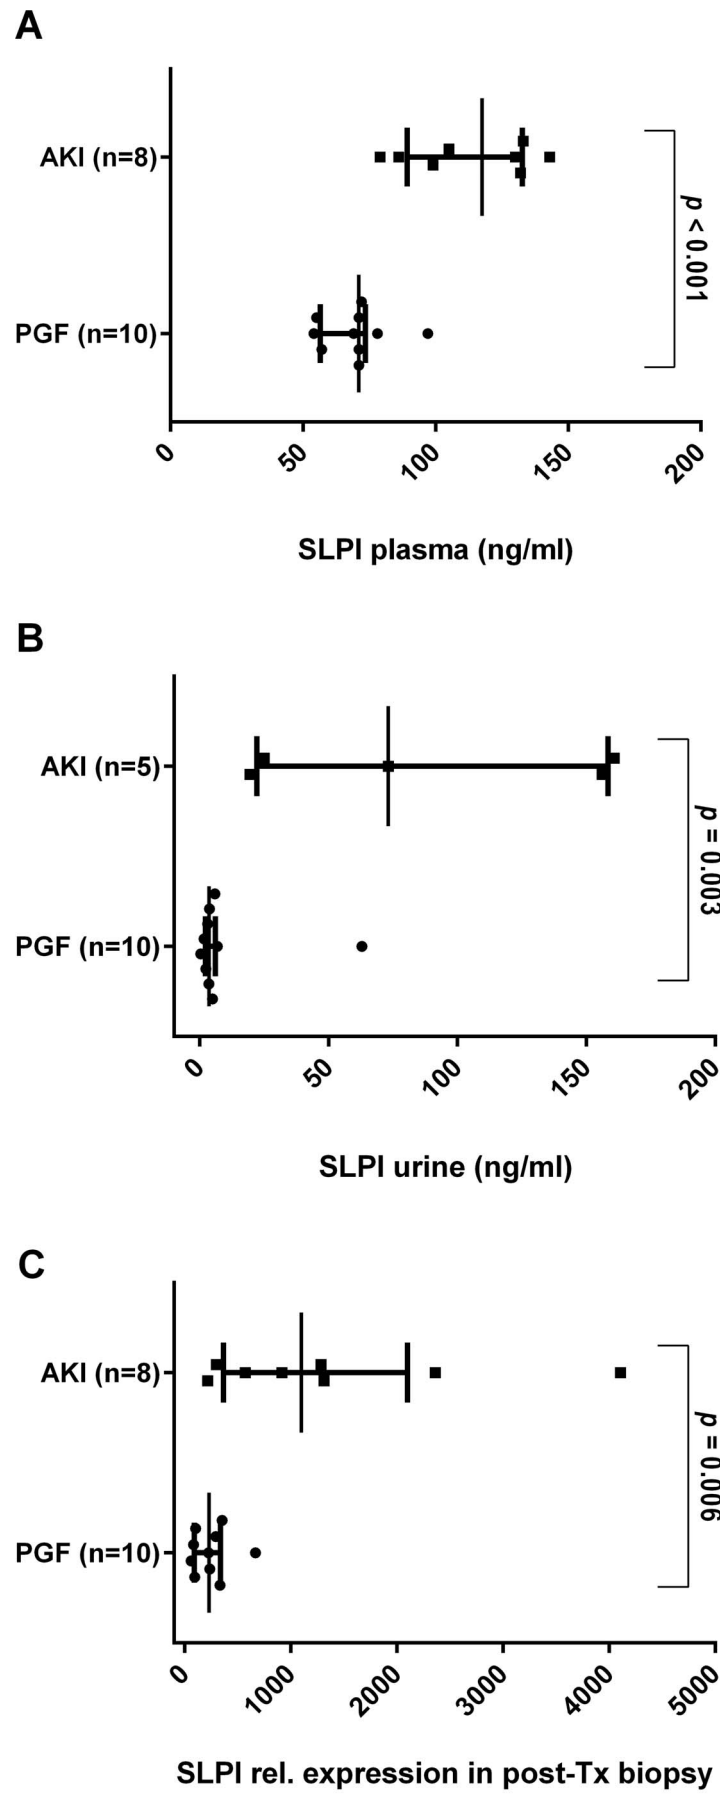 A
AKI (n=8)
PGF (n=10)
p < 0.001
0 50 100 150 200
SLPI plasma (ng/ml)
B
AKI (n=5)
PGF (n=10)
p = 0.003
0 50 100 150 200
SLPI urine (ng/ml)
C
AKI (n=8)
PGF (n=10)
p = 0.006
0 1000 2000 3000 4000 5000
SLPI rel. expression in post-Tx biopsy